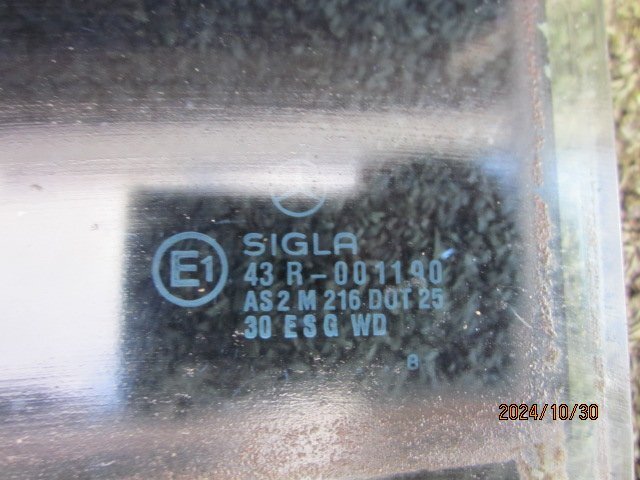 SIGLA
E1
43 R-001190
AS2 M 216 DOT 25
30 ESG WD
8
2024/10/30